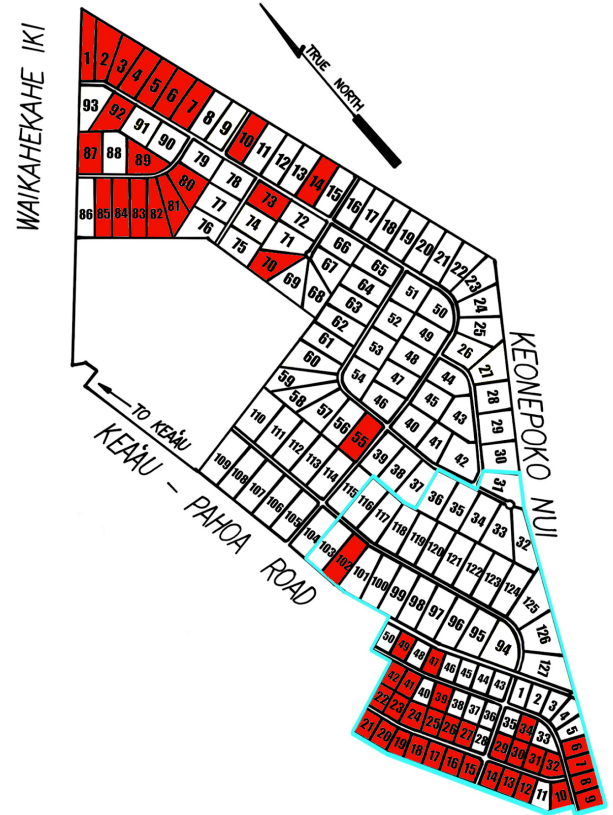 WAIKAHEKAHE IKI
TRUE NORTH
KEONEPOKO NUI
TO KEAÂU
KEAÂU - PAHOA ROAD
1 2 3 4 5 6 7 8 9 10 11 12 13 14 15 16 17 18 19 20 21 22 23
24
25
26
27
28
29
30
31
32
33
34
35
36
93 92 91 90
87 88 89
86 85 84 83 82 81 80
79 78 77 76
75 74 73 72 71 70
69 68 67 66 65 64 63 62 61 60
59 58 57 56 55 54 53 52 51 50
49 48 47 46 45 44 43 42 41 40 39 38 37
110 111 112 113 114 115 116 117 118 119 120 121 122 123 124 125
126
127
109 108 107 106 105 104 103 102 101 100 99 98 97 96 95 94
50 49 48 47 46 45 44 43 1 2 3 4 5
42 41 40 39 38 37 36 35 34 33 6
22 23 24 25 26 27 28 29 30 31 32 7
21 20 19 18 17 16 15 14 13 12 11 10 8
9